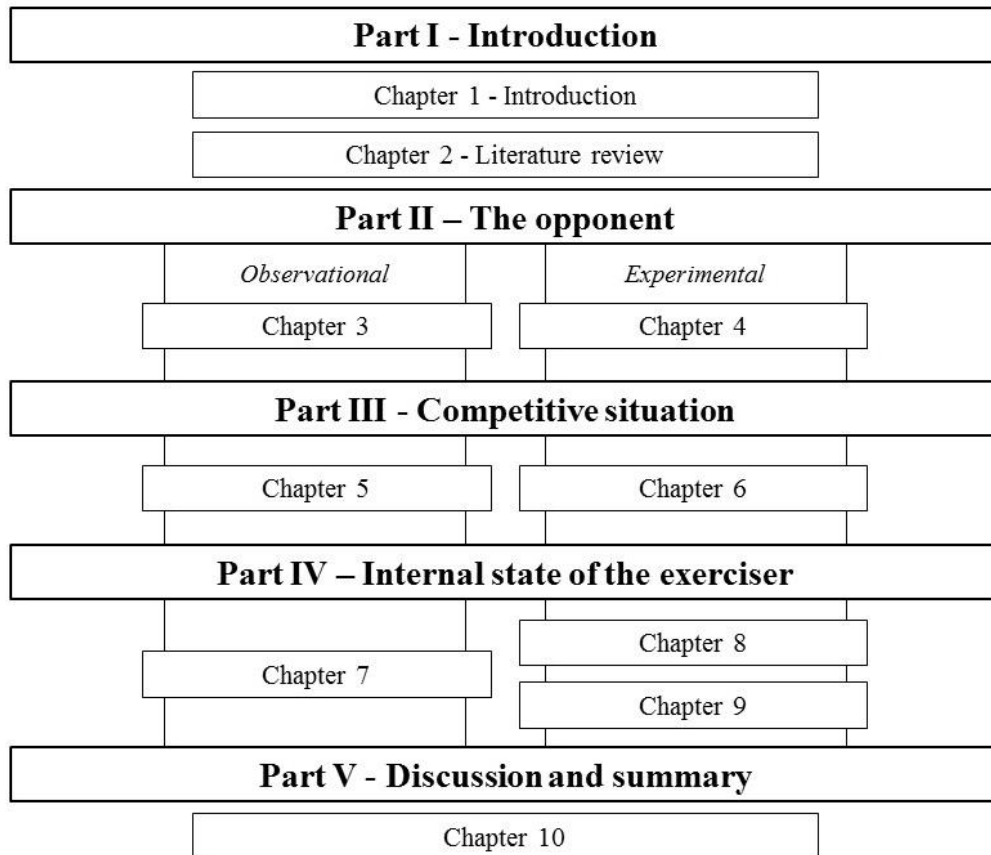 Part I - Introduction
Chapter 1 - Introduction
Chapter 2 - Literature review
Part II – The opponent
Observational
Experimental
Chapter 3
Chapter 4
Part III - Competitive situation
Chapter 5
Chapter 6
Part IV – Internal state of the exerciser
Chapter 7
Chapter 8
Chapter 9
Part V - Discussion and summary
Chapter 10